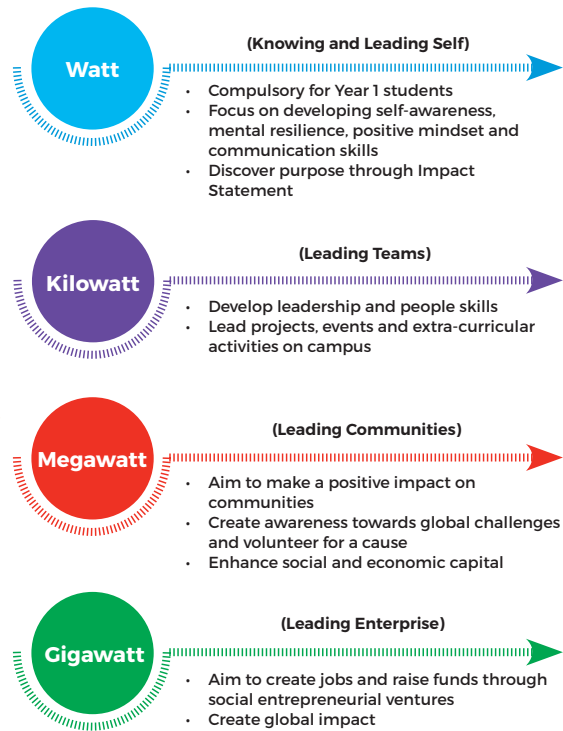 Watt
(Knowing and Leading Self)
• Compulsory for Year 1 students
• Focus on developing self-awareness,
mental resilience, positive mindset and
communication skills
• Discover purpose through Impact
Statement
Kilowatt
(Leading Teams)
• Develop leadership and people skills
• Lead projects, events and extra-curricular
activities on campus
Megawatt
(Leading Communities)
• Aim to make a positive impact on
communities
• Create awareness towards global challenges
and volunteer for a cause
• Enhance social and economic capital
Gigawatt
(Leading Enterprise)
• Aim to create jobs and raise funds through
social entrepreneurial ventures
• Create global impact